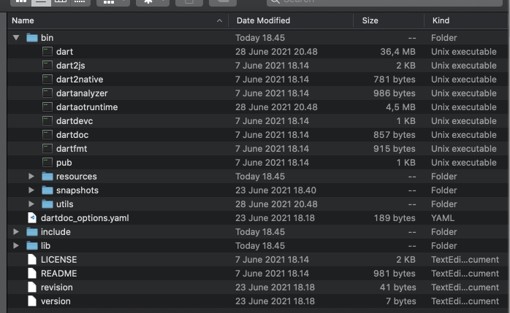 Search
Name Date Modified Size Kind
bin Today 18.45 -- Folder
dart 28 June 2021 20.48 36,4 MB Unix executable
dart2js 7 June 2021 18.14 2 KB Unix executable
dart2native 7 June 2021 18.14 781 bytes Unix executable
dartanalyzer 7 June 2021 18.14 986 bytes Unix executable
dartaotruntime 28 June 2021 20.48 4,5 MB Unix executable
dartdevc 7 June 2021 18.14 1 KB Unix executable
dartdoc 7 June 2021 18.14 857 bytes Unix executable
dartfmt 7 June 2021 18.14 915 bytes Unix executable
pub 7 June 2021 18.14 1 KB Unix executable
resources Today 18.45 -- Folder
snapshots 23 June 2021 18.40 -- Folder
utils 28 June 2021 20.48 -- Folder
dartdoc_options.yaml 23 June 2021 18.18 189 bytes YAML
include Today 18.45 -- Folder
lib Today 18.45 -- Folder
LICENSE 7 June 2021 18.14 2 KB TextEdi...cument
README 7 June 2021 18.14 981 bytes TextEdi...cument
revision 23 June 2021 18.18 41 bytes TextEdi...cument
version 23 June 2021 18.18 7 bytes TextEdi...cument